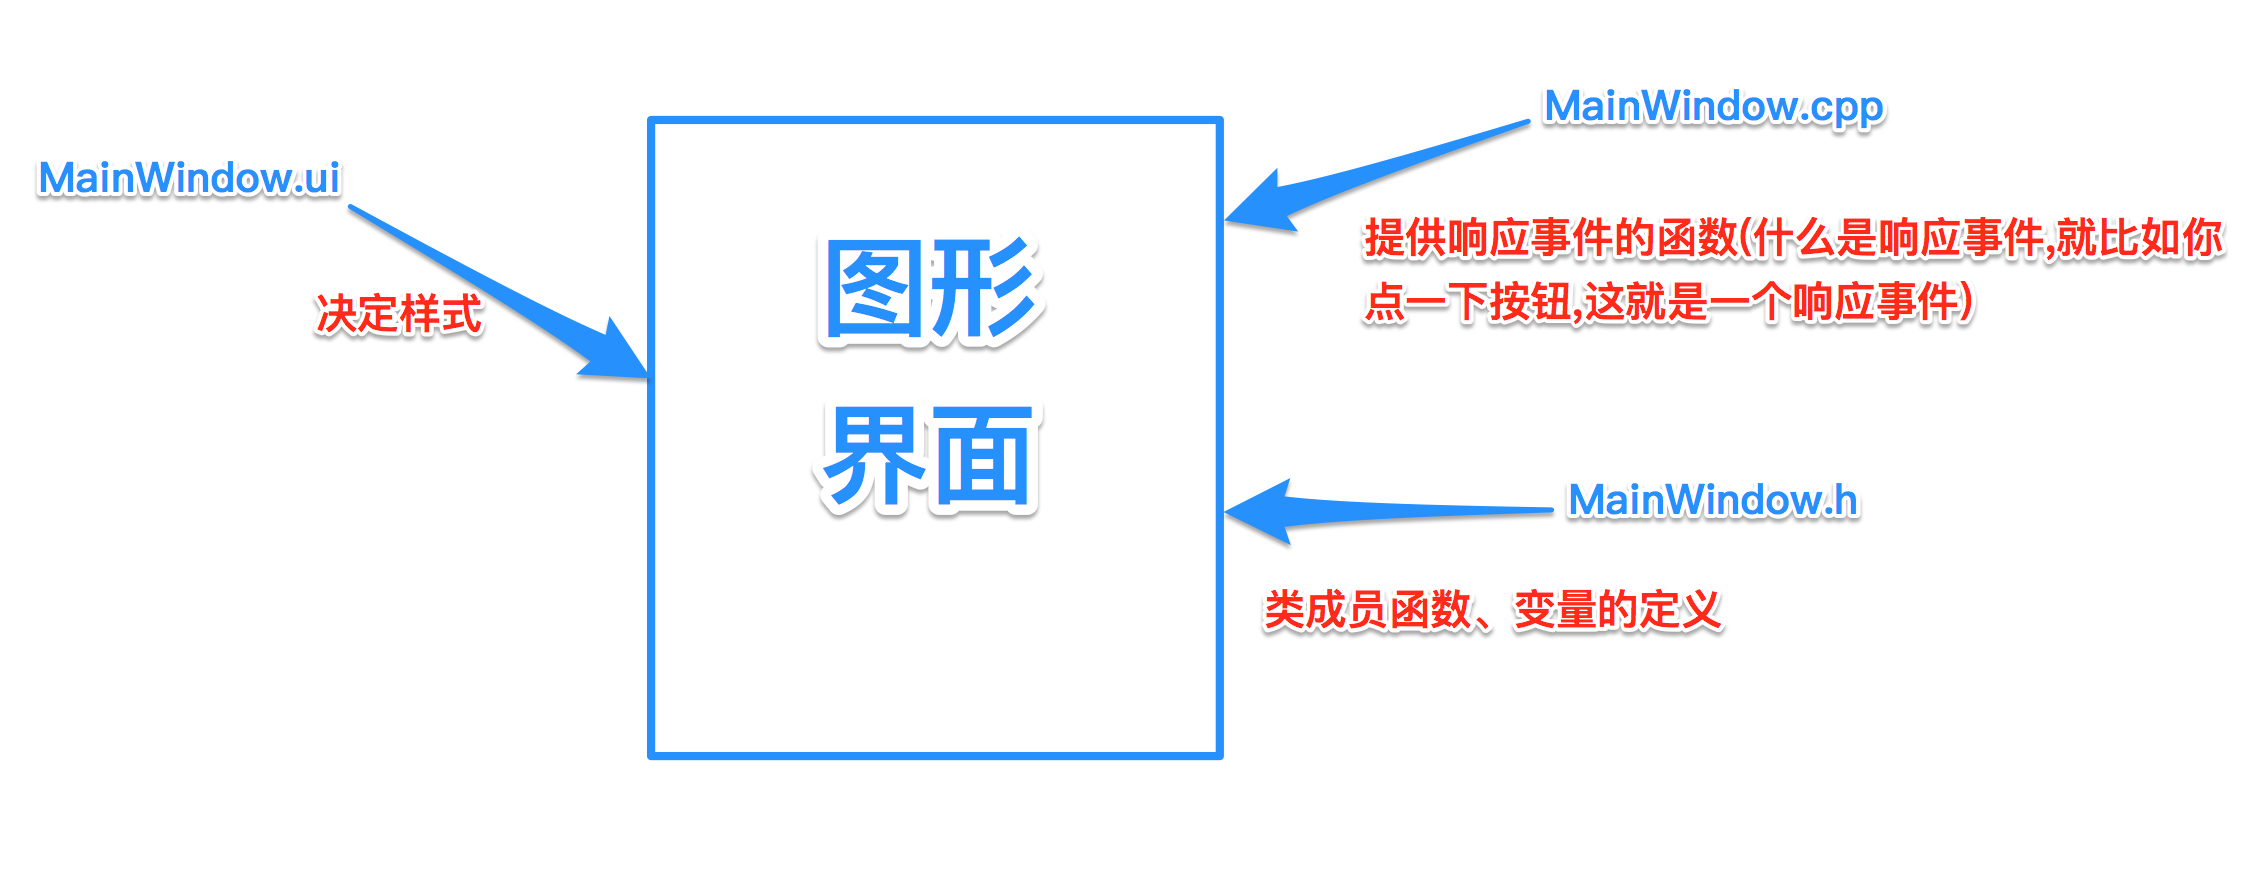 MainWindow.ui
决定样式
图形
界面
MainWindow.cpp
提供响应事件的函数(什么是响应事件,就比如你
点一下按钮,这就是一个响应事件)
MainWindow.h
类成员函数、变量的定义